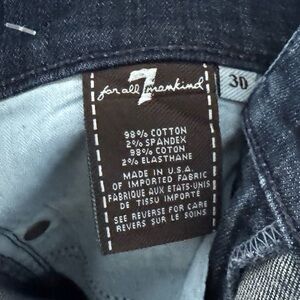 for all 7 mankind
30
98% COTTON
2% SPANDEX
98% COTON
2% ELASTHANE
MADE IN U.S.A.
OF IMPORTED FABRIC
FABRIQUE AUX ETATS-UNIS
DE TISSU IMPORTÉ
SEE REVERSE FOR CARE
REVERS SUR LE SOINS